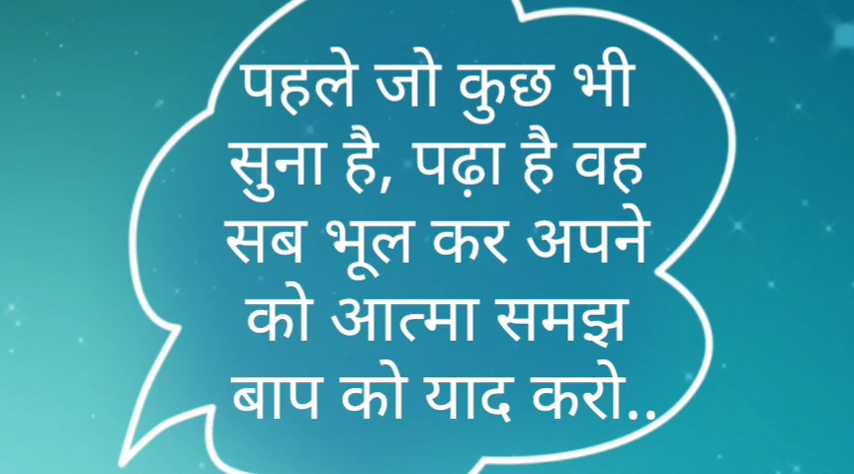 पहले जो कुछ भी
सुना है, पढ़ा है वह
सब भूल कर अपने
को आत्मा समझ
बाप को याद करो..